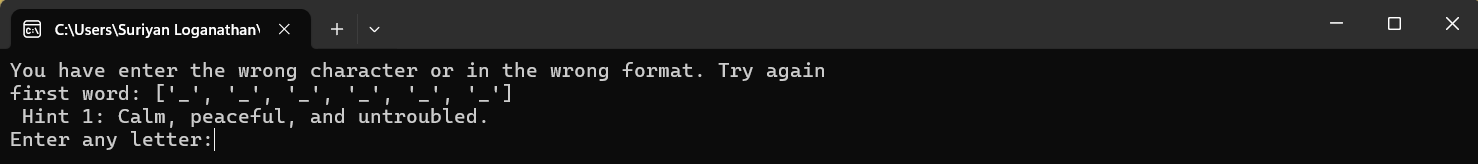 C:\Users\Suriyan Loganathan\
You have enter the wrong character or in the wrong format. Try again
first word: ['_', '_', '_', '_', '_', '_']
 Hint 1: Calm, peaceful, and untroubled.
Enter any letter: